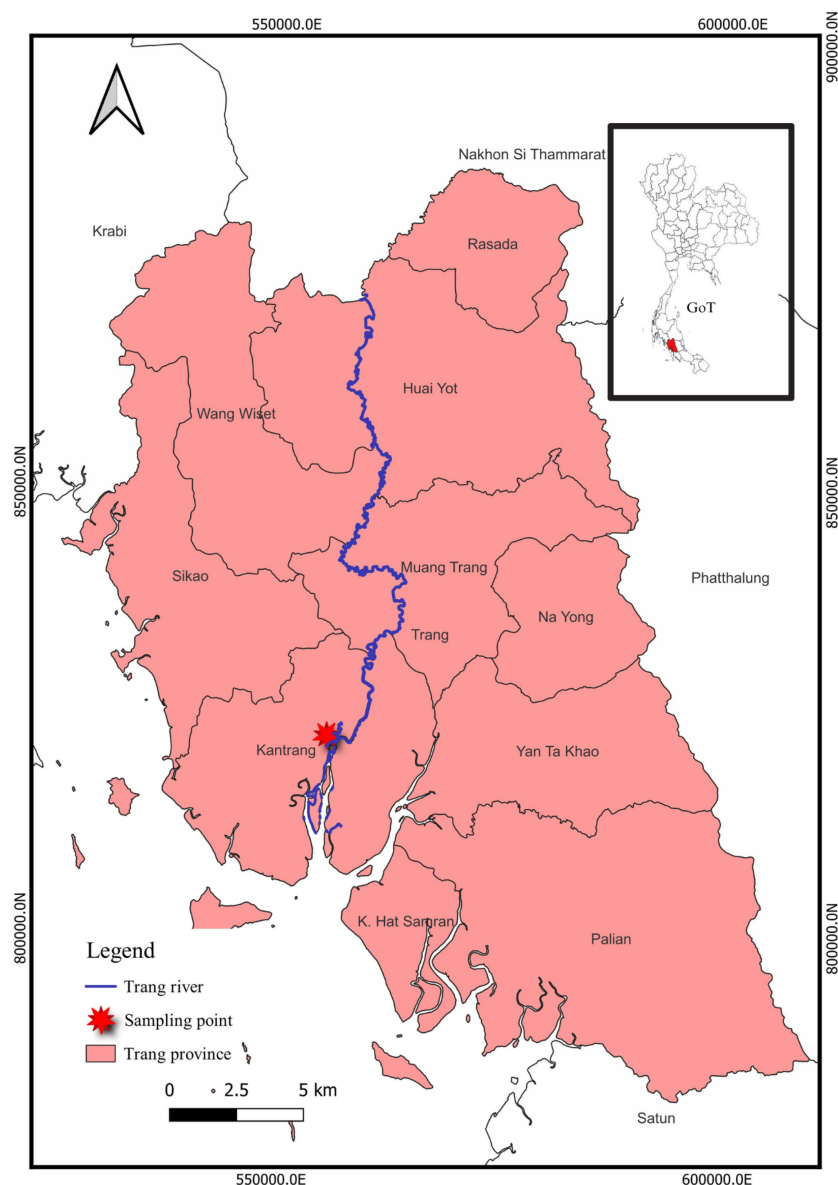 550000.0E
600000.0E
900000.0N
Nakhon Si Thammarat
Krabi
Rasada
GoT
Huai Yot
Wang Wiset
850000.0N
850000.0N
Muang Trang
Sikao
Phatthalung
Na Yong
Trang
Kantrang
Yan Ta Khao
800000.0N
K. Hat Samran
800000.0N
Palian
Legend
Trang river
Sampling point
Trang province
0 2.5 5 km
Satun
550000.0E
600000.0E